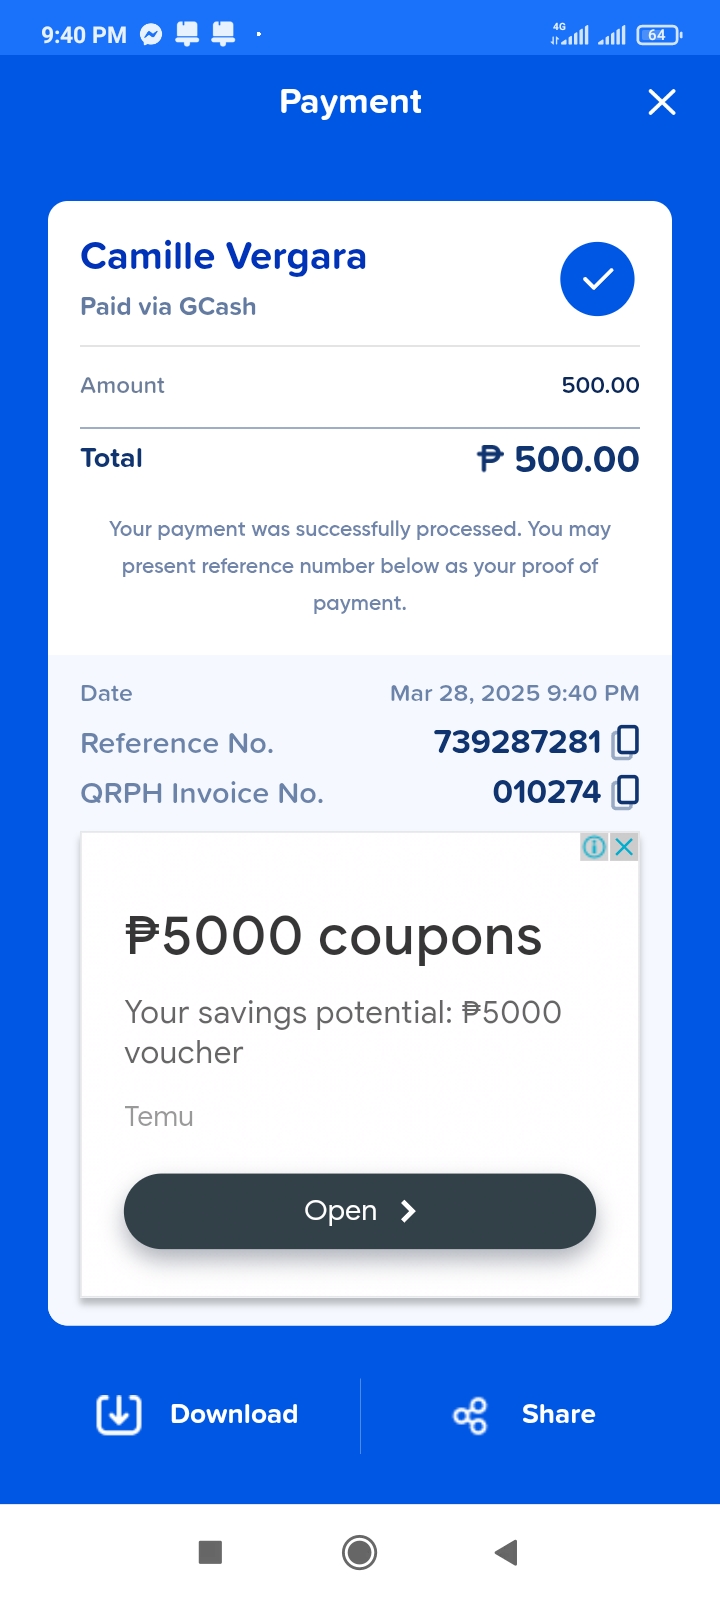 9:40 PM
4G
64
Payment
Camille Vergara
Paid via GCash
Amount 500.00
Total ₱ 500.00
Your payment was successfully processed. You may
present reference number below as your proof of
payment.
Date Mar 28, 2025 9:40 PM
Reference No. 739287281
QRPH Invoice No. 010274
₱5000 coupons
Your savings potential: ₱5000
voucher
Temu
Open
Download
Share